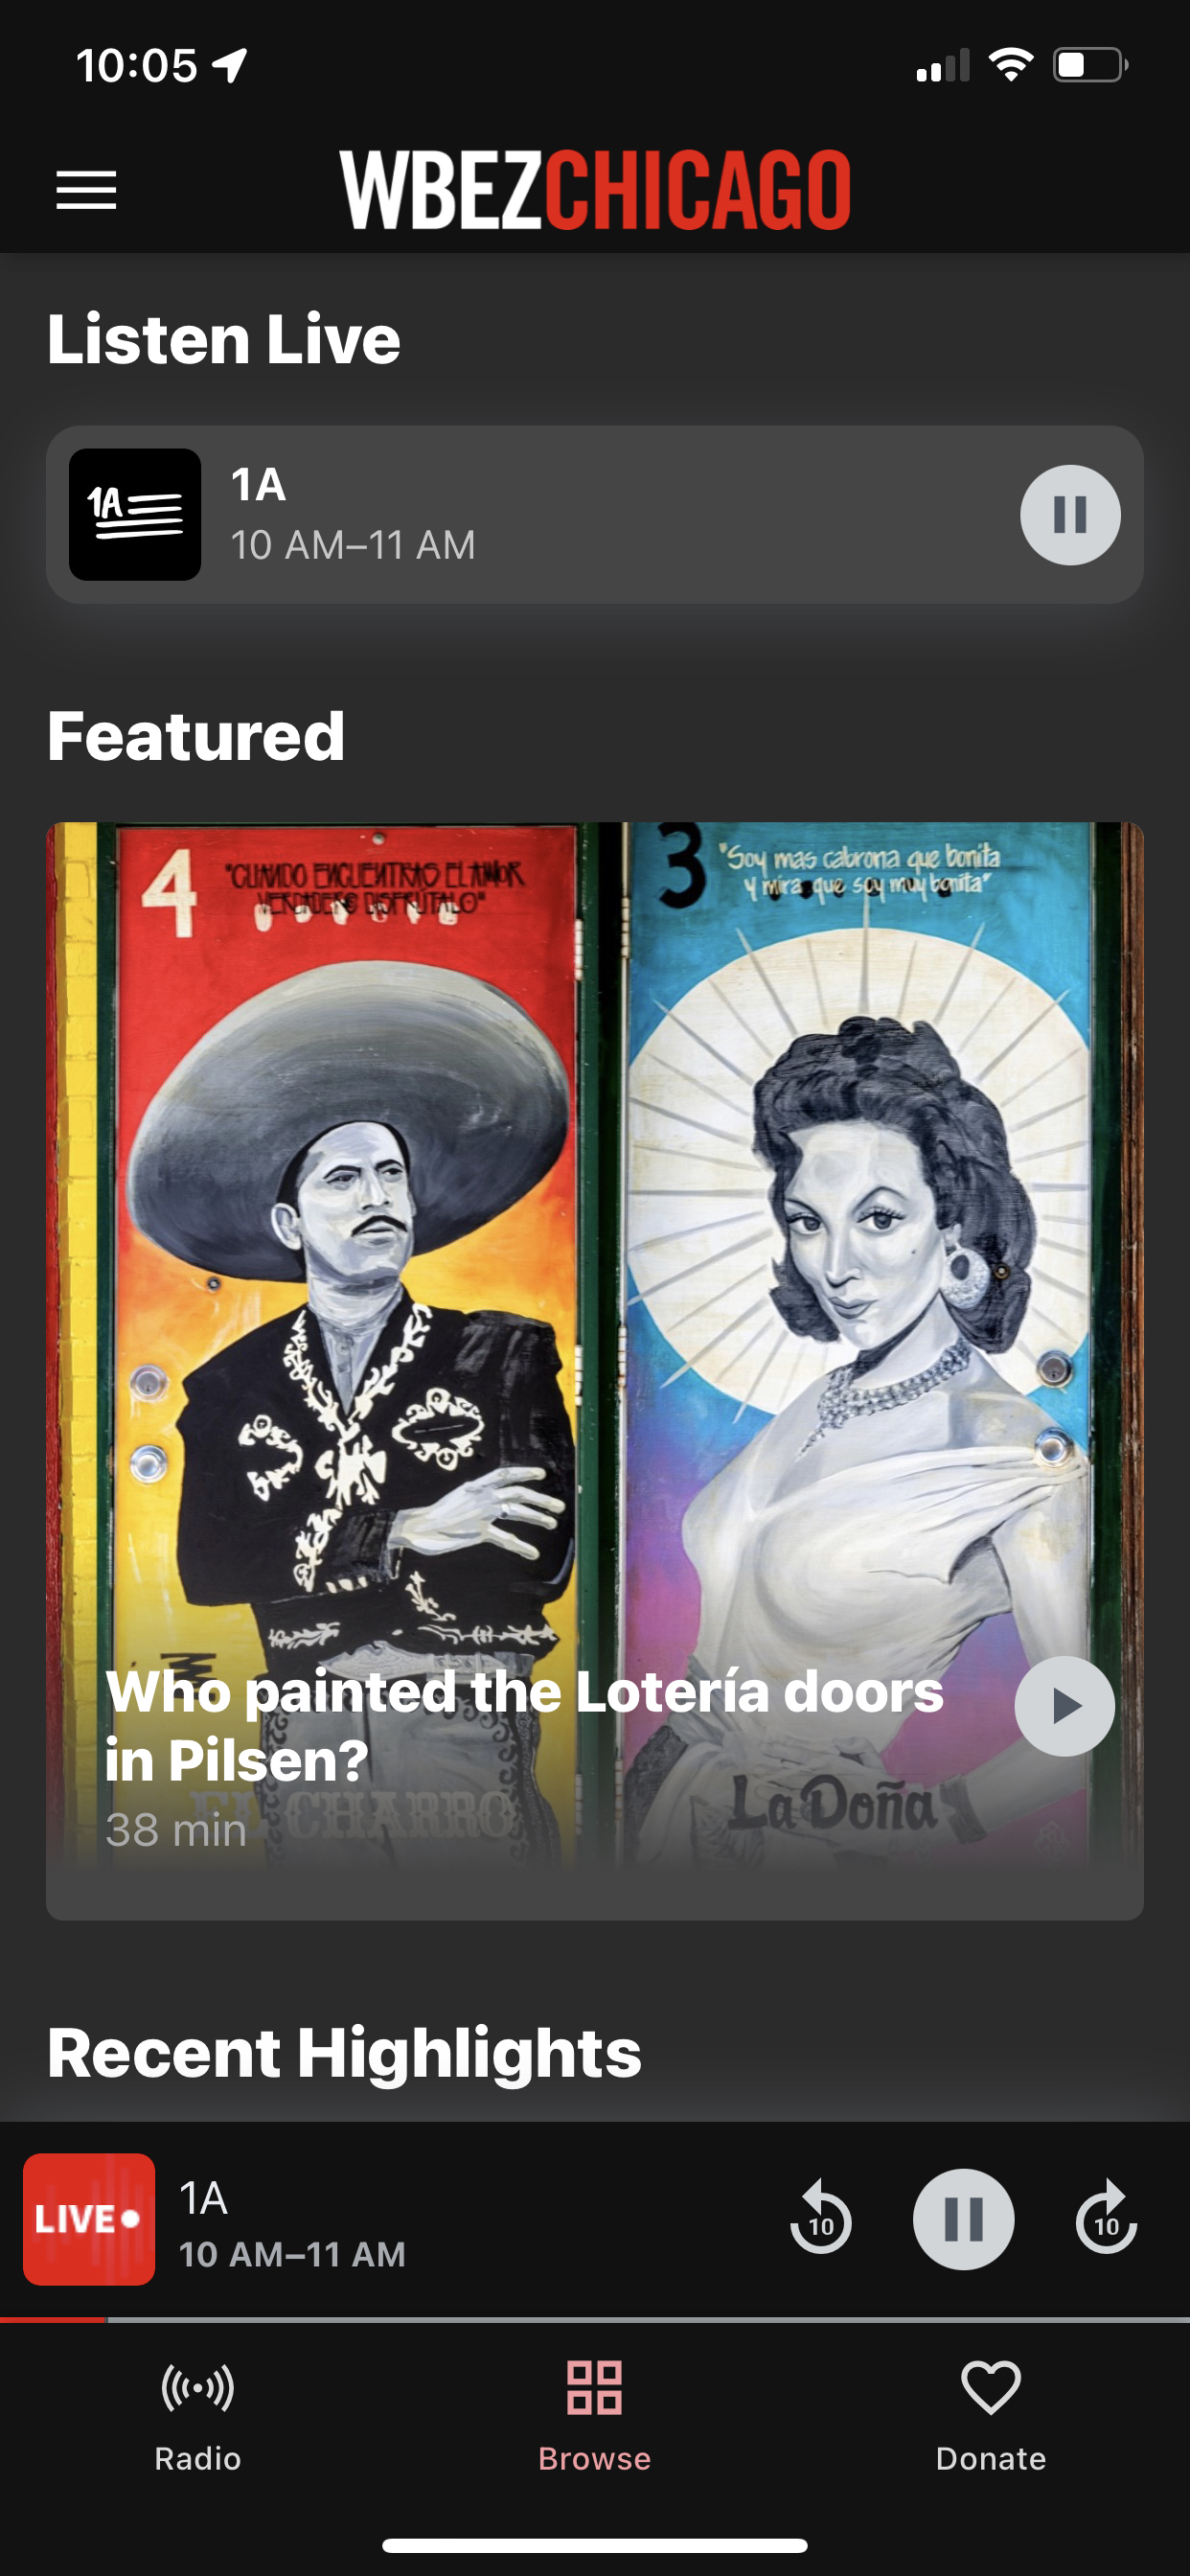 10:05
WBEZCHICAGO
Listen Live
1A
1A
10 AM–11 AM
Featured
4
"CUANDO ENCUENTRAS EL AMOR
VERDADERO DISFRUTALO"
3
"Soy mas cabrona que bonita
Y mira que soy muy bonita"
Who painted the Lotería doors
in Pilsen?
38 min
EL CHARRO
La Doña
Recent Highlights
LIVE
1A
10 AM–11 AM
10
10
Radio
Browse
Donate